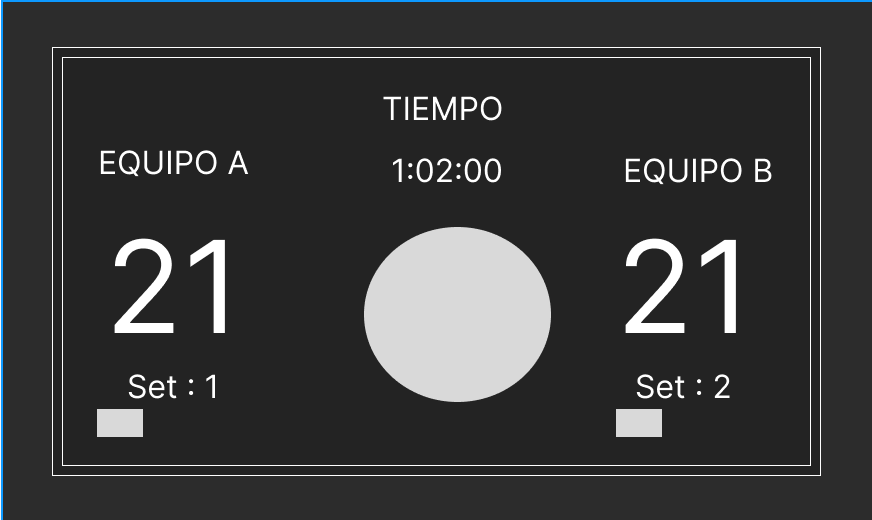 TIEMPO
EQUIPO A
1:02:00
EQUIPO B
21
21
Set : 1
Set : 2